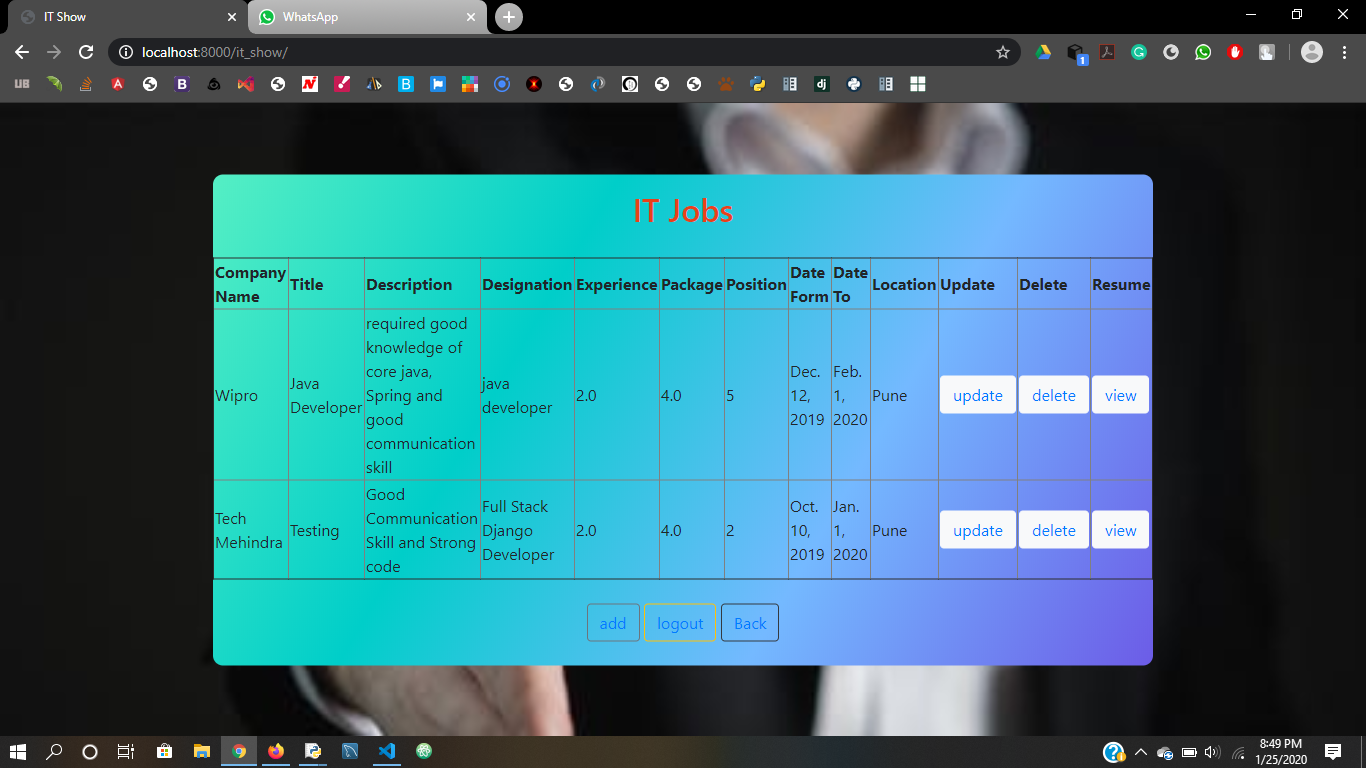 IT Show
WhatsApp
localhost:8000/it_show/
1
UB
A
B
N
B
dj
IT Jobs
Company Name Title Description Designation Experience Package Position Date Form Date To Location Update Delete Resume
Wipro
Java
Developer
required good
knowledge of
core java,
Spring and
good
communication
skill
java
developer
2.0
4.0
5
Dec.
12,
2019
Feb.
1,
2020
Pune
update
delete
view
Tech
Mehindra
Testing
Good
Communication
Skill and Strong
code
Full Stack
Django
Developer
2.0
4.0
2
Oct.
10,
2019
Jan.
1,
2020
Pune
update
delete
view
add
logout
Back
8:49 PM
1/25/2020